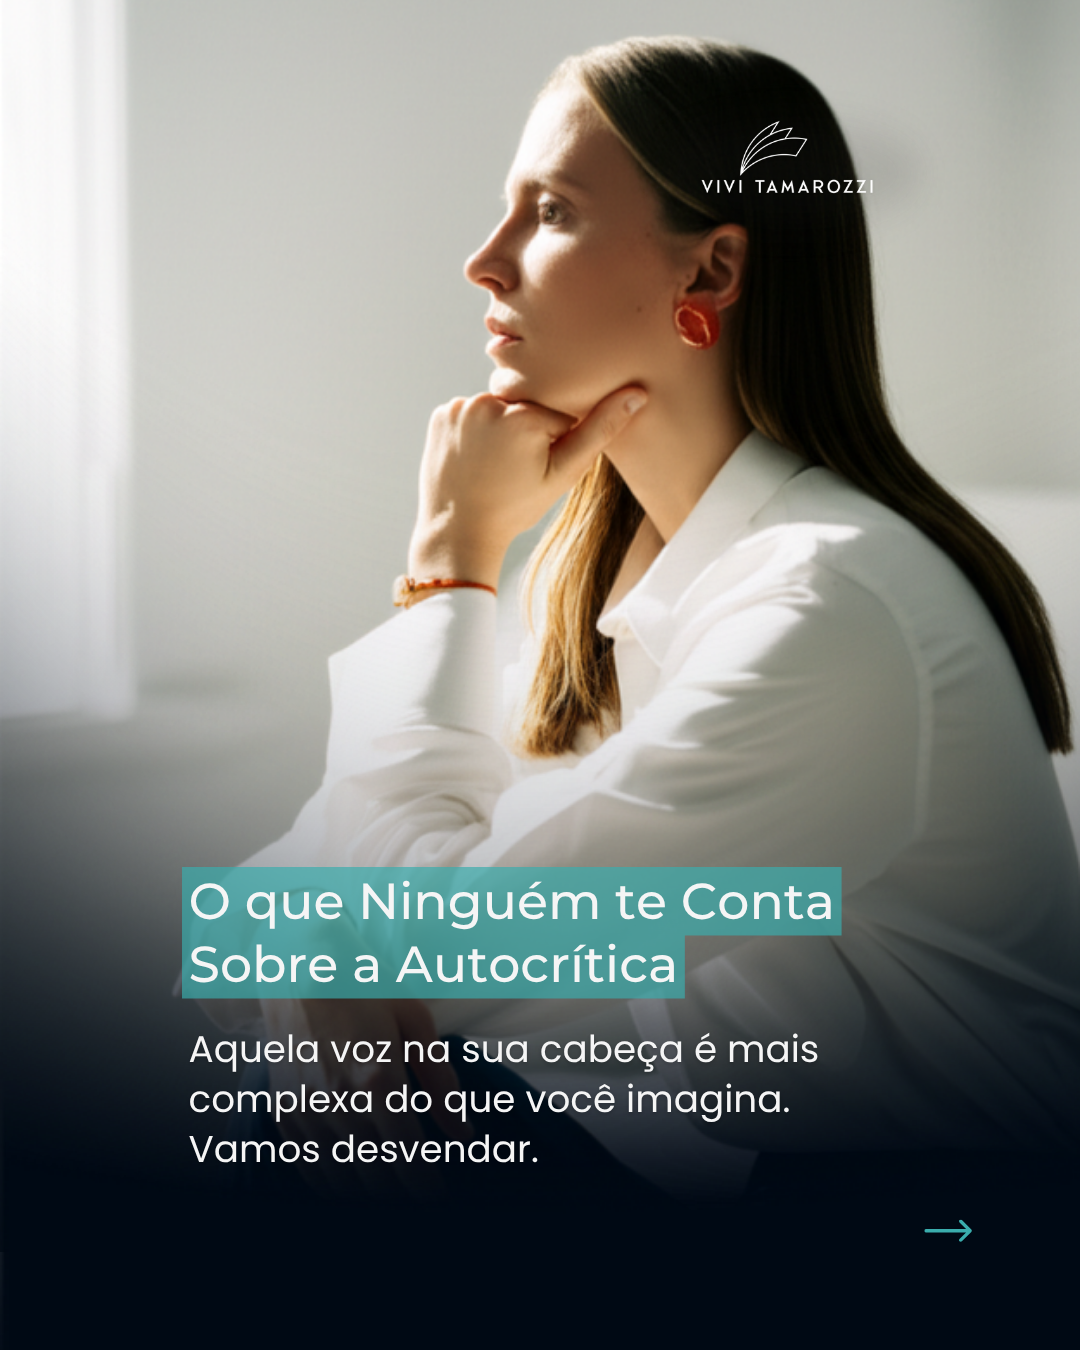 VIVI TAMAROZZI
O que Ninguém te Conta
Sobre a Autocrítica
Aquela voz na sua cabeça é mais
complexa do que você imagina.
Vamos desvendar.